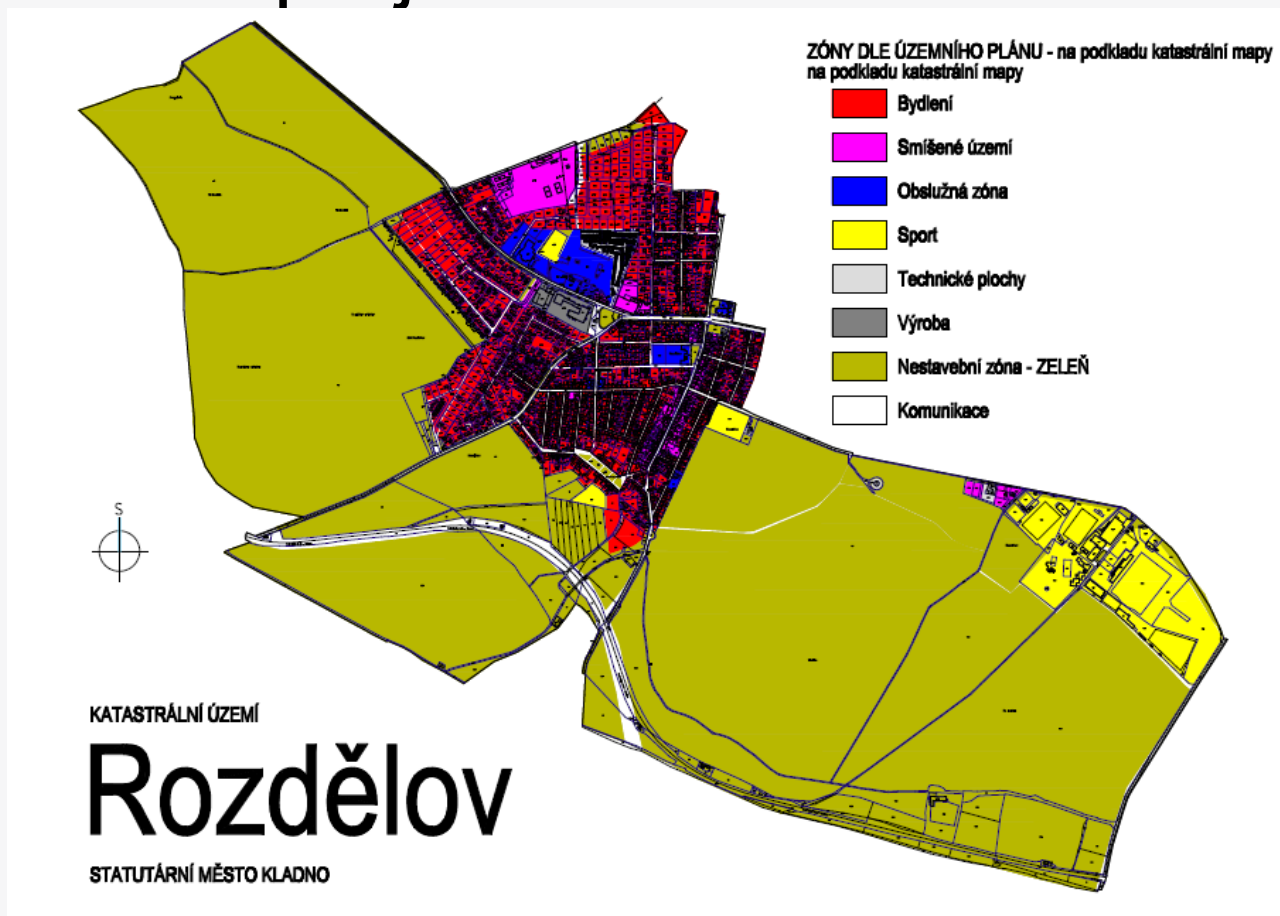 ZÓNY DLE ÚZEMNÍHO PLÁNU - na podkladu katastrální mapy
na podkladu katastrální mapy
Bydlení
Smíšené území
Obslužná zóna
Sport
Technické plochy
Výroba
Nestavební zóna - ZELEŇ
Komunikace
S
KATASTRÁLNÍ ÚZEMÍ
Rozdělov
STATUTÁRNÍ MĚSTO KLADNO